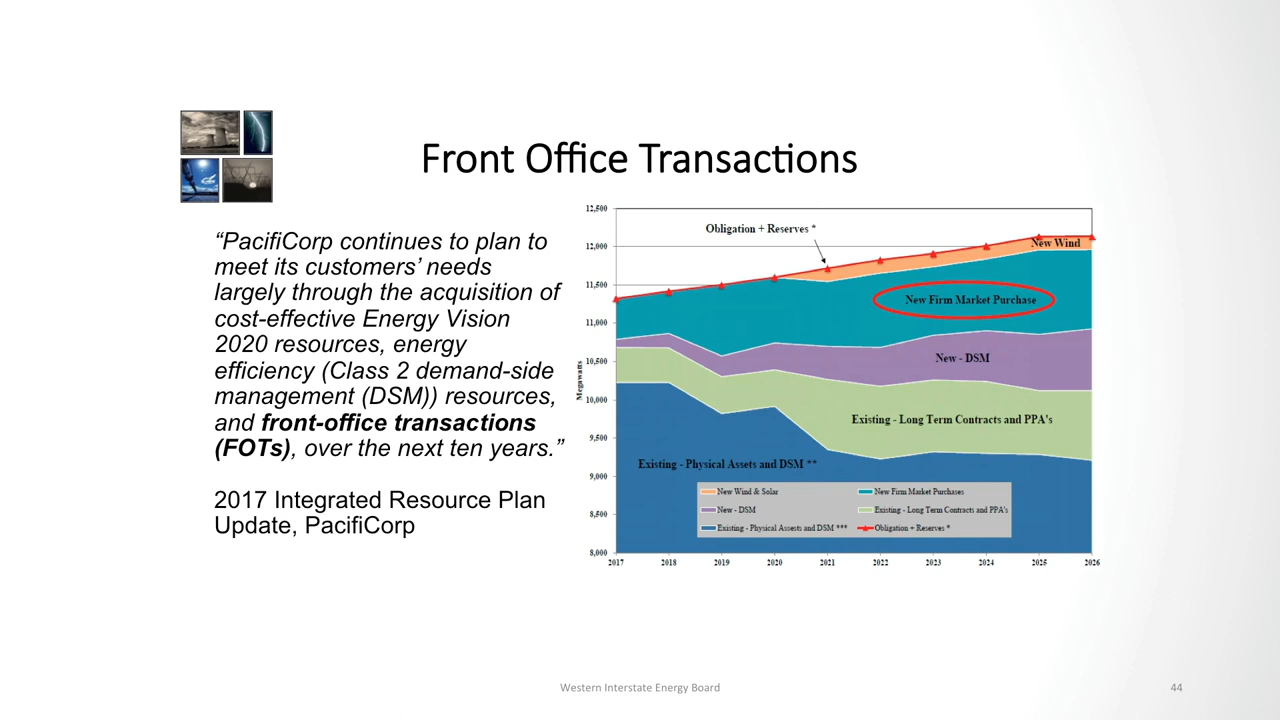 Front Office Transactions
“PacifiCorp continues to plan to
meet its customers’ needs
largely through the acquisition of
cost-effective Energy Vision
2020 resources, energy
efficiency (Class 2 demand-side
management (DSM)) resources,
and front-office transactions
(FOTs), over the next ten years.”
2017 Integrated Resource Plan
Update, PacifiCorp
12,500
12,000
11,500
11,000
10,500
10,000
9,500
9,000
8,500
8,000
Megawatts
Obligation + Reserves *
New Wind
New Firm Market Purchase
New - DSM
Existing - Long Term Contracts and PPA's
Existing - Physical Assets and DSM **
New Wind & Solar
New Firm Market Purchases
New - DSM
Existing - Long Term Contracts and PPA's
Existing - Physical Assests and DSM ***
Obligation + Reserves *
2017 2018 2019 2020 2021 2022 2023 2024 2025 2026
Western Interstate Energy Board
44